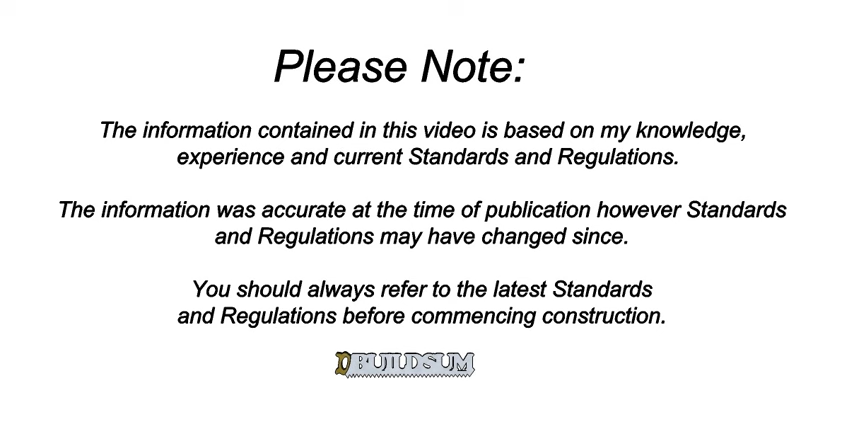 Please Note:
The information contained in this video is based on my knowledge,
experience and current Standards and Regulations.
The information was accurate at the time of publication however Standards
and Regulations may have changed since.
You should always refer to the latest Standards
and Regulations before commencing construction.
BUILDSUM